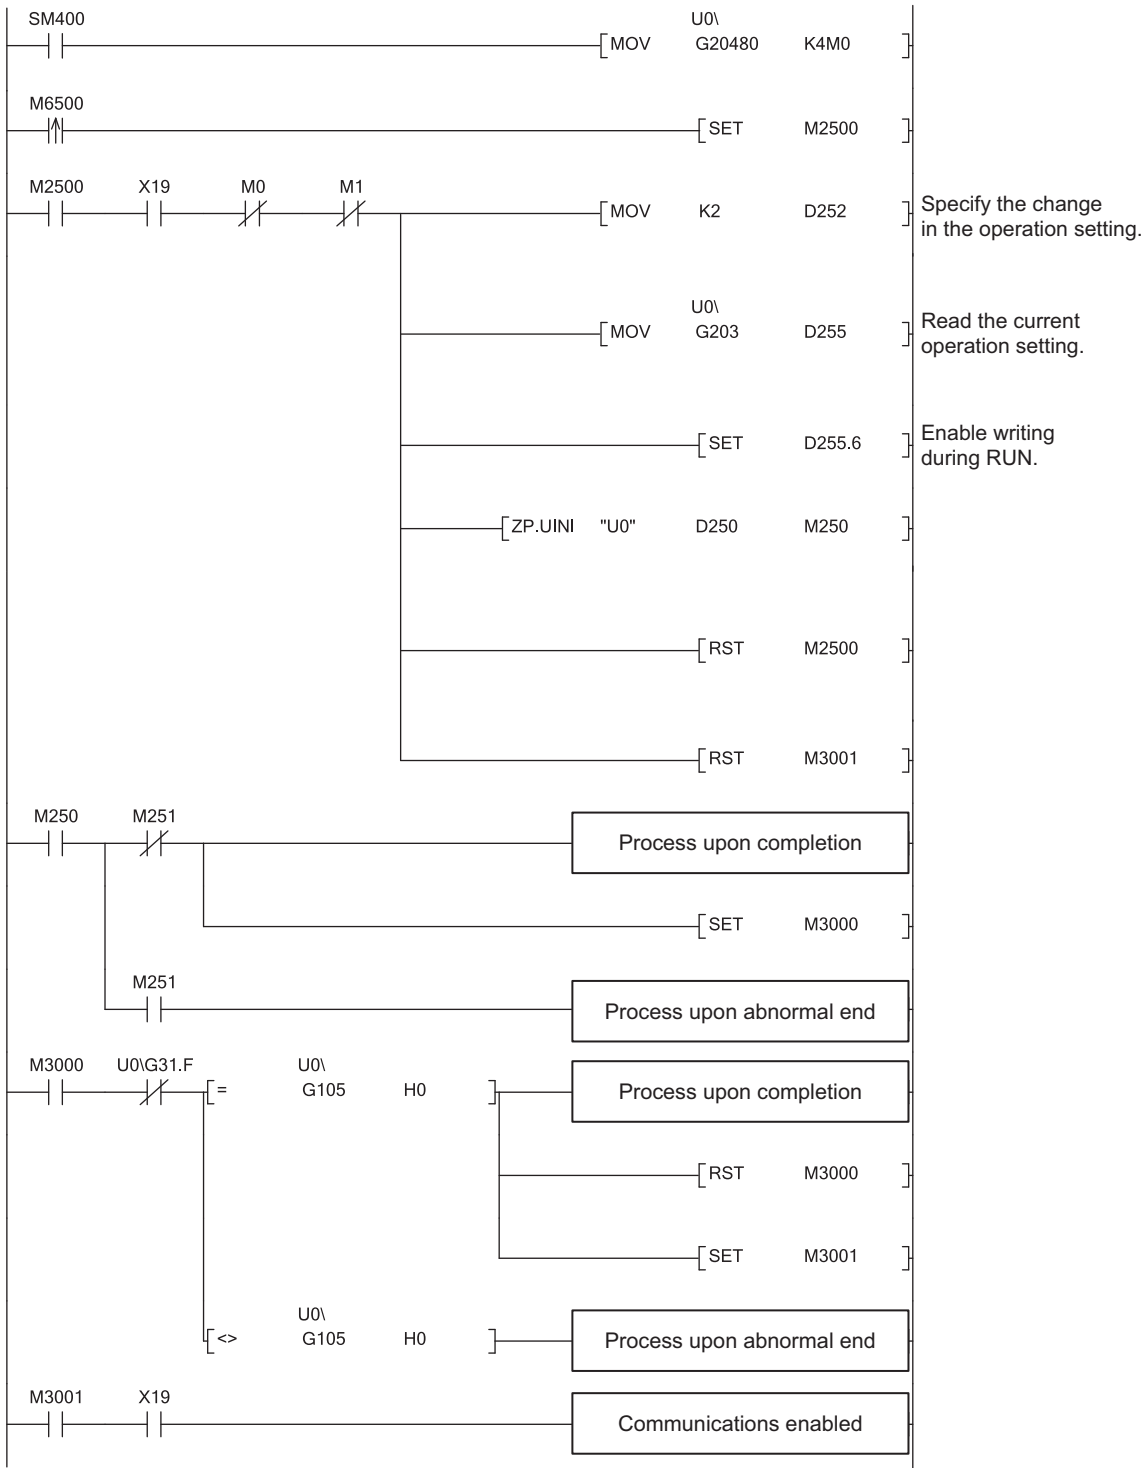 SM400
U0\
MOV G20480 K4M0
M6500
SET M2500
M2500 X19 M0 M1
MOV K2 D252
Specify the change
in the operation setting.
U0\
MOV G203 D255
Read the current
operation setting.
SET D255.6
Enable writing
during RUN.
ZP.UINI "U0" D250 M250
RST M2500
RST M3001
M250 M251
Process upon completion
SET M3000
M251
Process upon abnormal end
M3000 U0\G31.F U0\
= G105 H0
Process upon completion
RST M3000
SET M3001
U0\
<> G105 H0
Process upon abnormal end
M3001 X19
Communications enabled